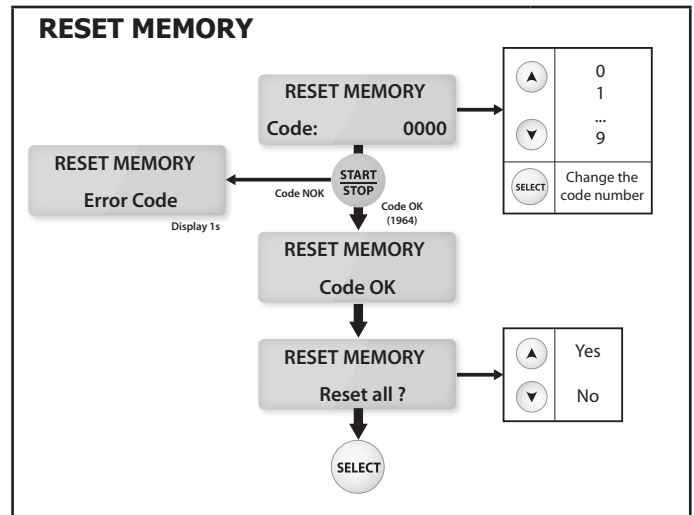 RESET MEMORY
RESET MEMORY
Code: 0000
0
1
...
9
SELECT
Change the
code number
RESET MEMORY
Error Code
Display 1s
Code NOK
START
STOP
Code OK
(1964)
RESET MEMORY
Code OK
RESET MEMORY
Reset all ?
Yes
No
SELECT